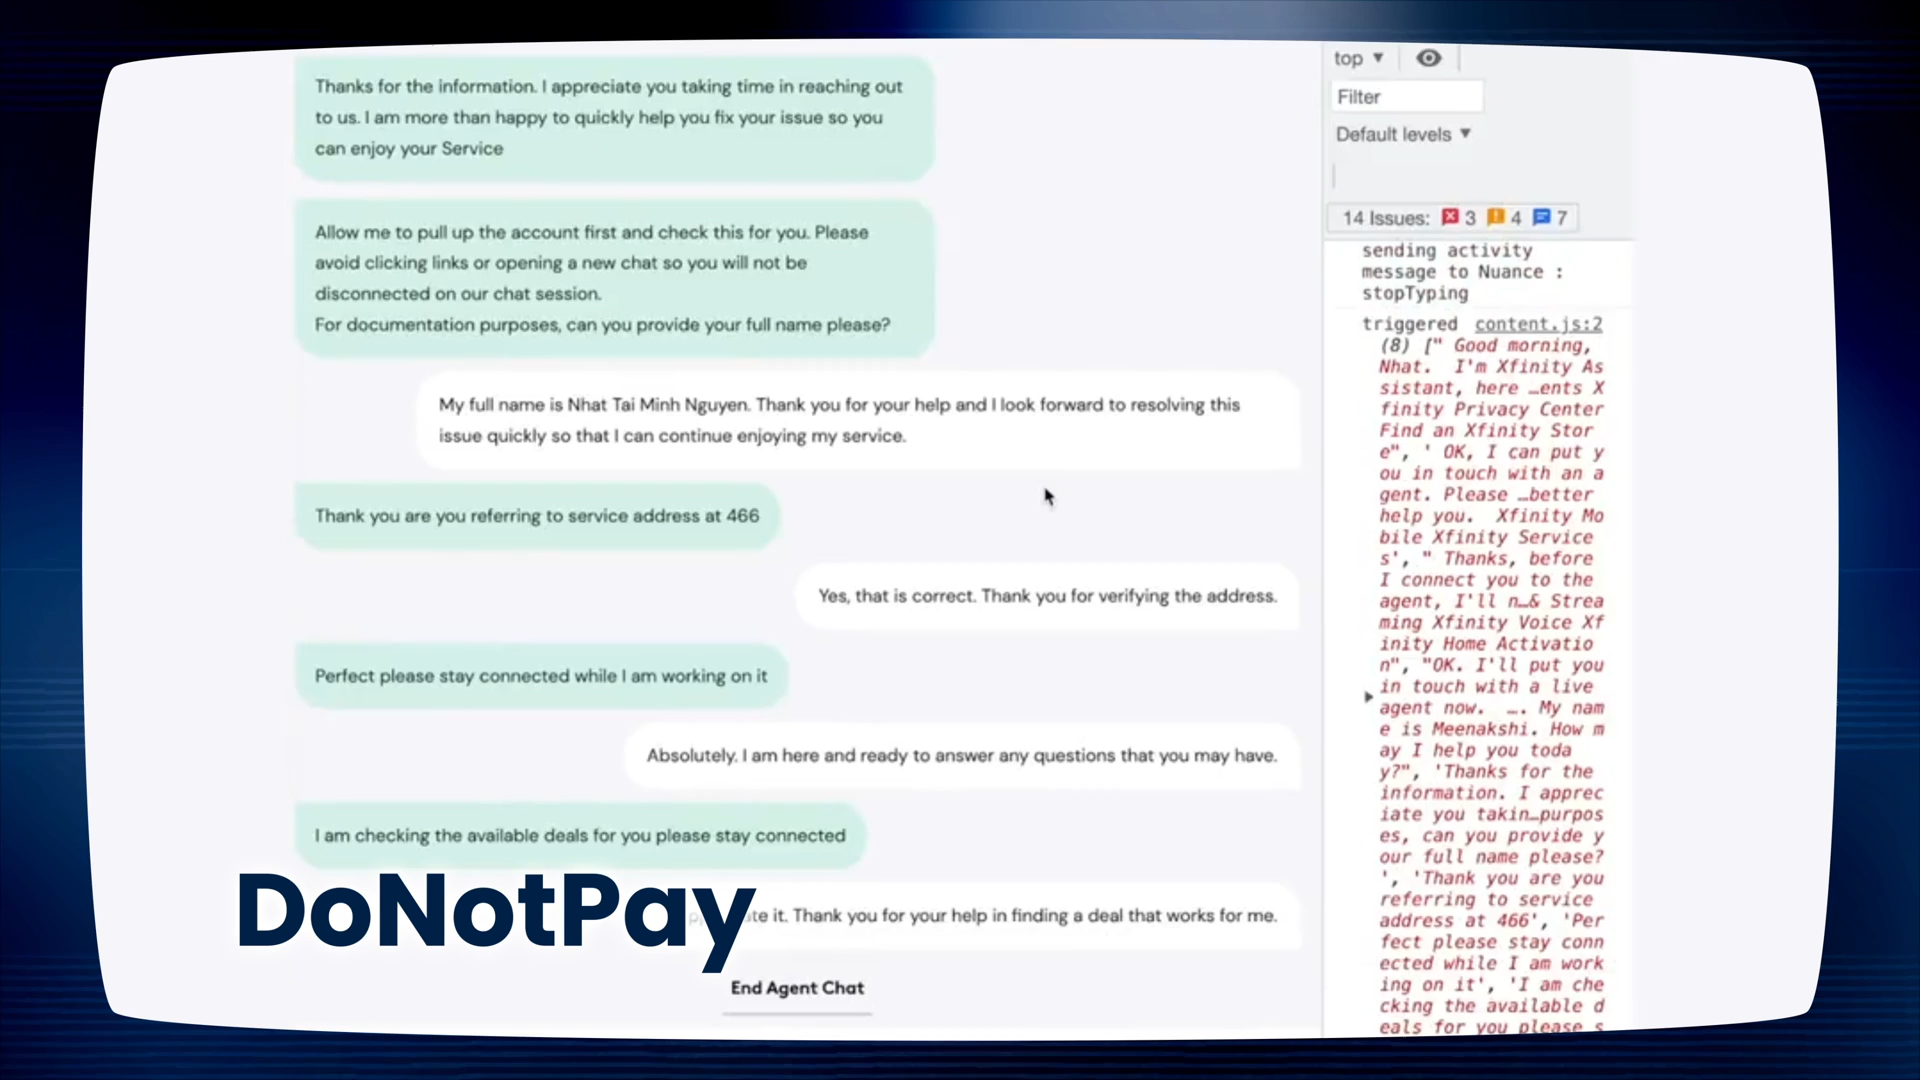 Thanks for the information. I appreciate you taking time in reaching out
to us. I am more than happy to quickly help you fix your issue so you
can enjoy your Service
Allow me to pull up the account first and check this for you. Please
avoid clicking links or opening a new chat so you will not be
disconnected on our chat session.
For documentation purposes, can you provide your full name please?
My full name is Nhat Tai Minh Nguyen. Thank you for your help and I look forward to resolving this
issue quickly so that I can continue enjoying my service.
Thank you are you referring to service address at 466
Yes, that is correct. Thank you for verifying the address.
Perfect please stay connected while I am working on it
Absolutely. I am here and ready to answer any questions that you may have.
I am checking the available deals for you please stay connected
it. Thank you for your help in finding a deal that works for me.
DoNotPay
End Agent Chat
top
Filter
Default levels
14 Issues: 3 4 7
sending activity
message to Nuance :
stopTyping
triggered content.js:2
(8) [" Good morning,
Nhat. I'm Xfinity As
sistant, here …ents X
finity Privacy Center
Find an Xfinity Stor
e", ' OK, I can put y
ou in touch with an a
gent. Please …better
help you. Xfinity Mo
bile Xfinity Service
s', " Thanks, before
I connect you to the
agent, I'll n…& Strea
ming Xfinity Voice Xf
inity Home Activatio
n", "OK. I'll put you
in touch with a live
agent now. …. My nam
e is Meenakshi. How m
ay I help you toda
y?", 'Thanks for the
information. I apprec
iate you takin…purpos
es, can you provide y
our full name please?
', 'Thank you are you
referring to service
address at 466', 'Per
fect please stay conn
ected while I am work
ing on it', 'I am che
cking the available d
eals for you please s